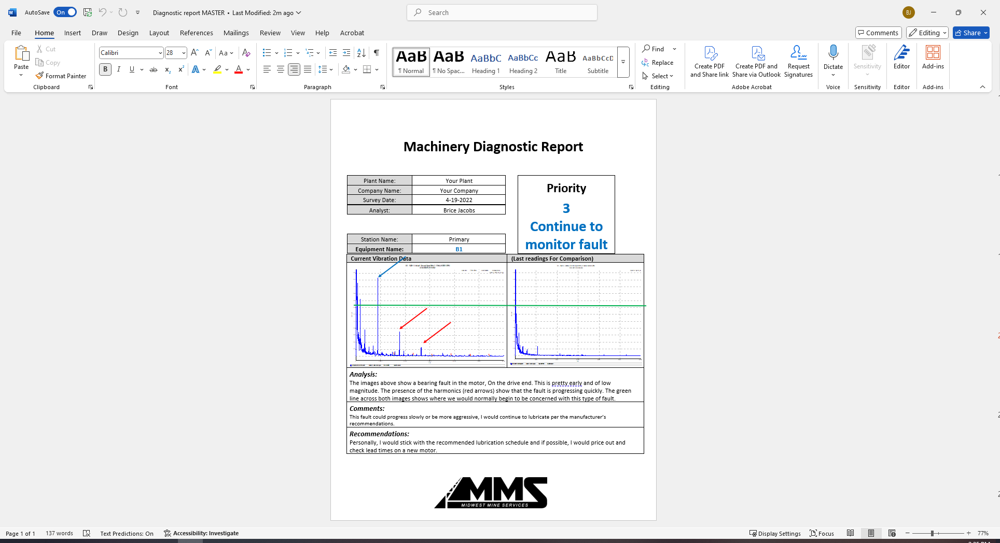 AutoSave On Diagnostic report MASTER • Last Modified: 2m ago Search BJ
File Home Insert Draw Design Layout References Mailings Review View Help Acrobat Comments Editing Share
Paste Cut Copy Format Painter Clipboard
Calibri 28 Aa B I U ab x₂ x² A A Font
Paragraph
AaB ¶ Normal AaB ¶ No Spac... AaBbC Heading 1 AaBbCc Heading 2 AaB Title AaBbCcD Subtitle Styles
Find Replace Select Editing
Create PDF and Share link Create PDF and Share via Outlook Request Signatures Adobe Acrobat
Dictate Voice Sensitivity Sensitivity Editor Editor Add-ins Add-ins
Machinery Diagnostic Report
Plant Name: Your Plant
Company Name: Your Company
Survey Date: 4-19-2022
Analyst: Brice Jacobs
Priority
3
Continue to
monitor fault
Station Name: Primary
Equipment Name: B1
Current Vibration Data (Last readings For Comparison)
Analysis:
The images above show a bearing fault in the motor, On the drive end. This is pretty early and of low
magnitude. The presence of the harmonics (red arrows) show that the fault is progressing quickly. The green
line across both images shows where we would normally begin to be concerned with this type of fault.
Comments:
This fault could progress slowly or be more aggressive, I would continue to lubricate per the manufacturer's
recommendations.
Recommendations:
Personally, I would stick with the recommended lubrication schedule and if possible, I would price out and
check lead times on a new motor.
MMS
MIDWEST MINE SERVICES
Page 1 of 1 137 words Text Predictions: On Accessibility: Investigate Display Settings Focus 77%